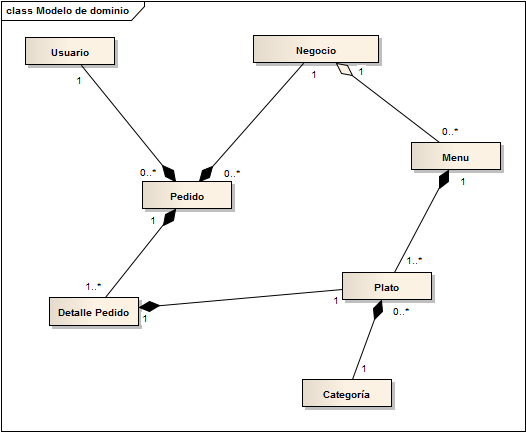 class Modelo de dominio
Usuario
Negocio
1
1
1
0..*
Menu
0..*
0..*
1
Pedido
1
1..*
1..*
Plato
1
Detalle Pedido
1
0..*
1
Categoría